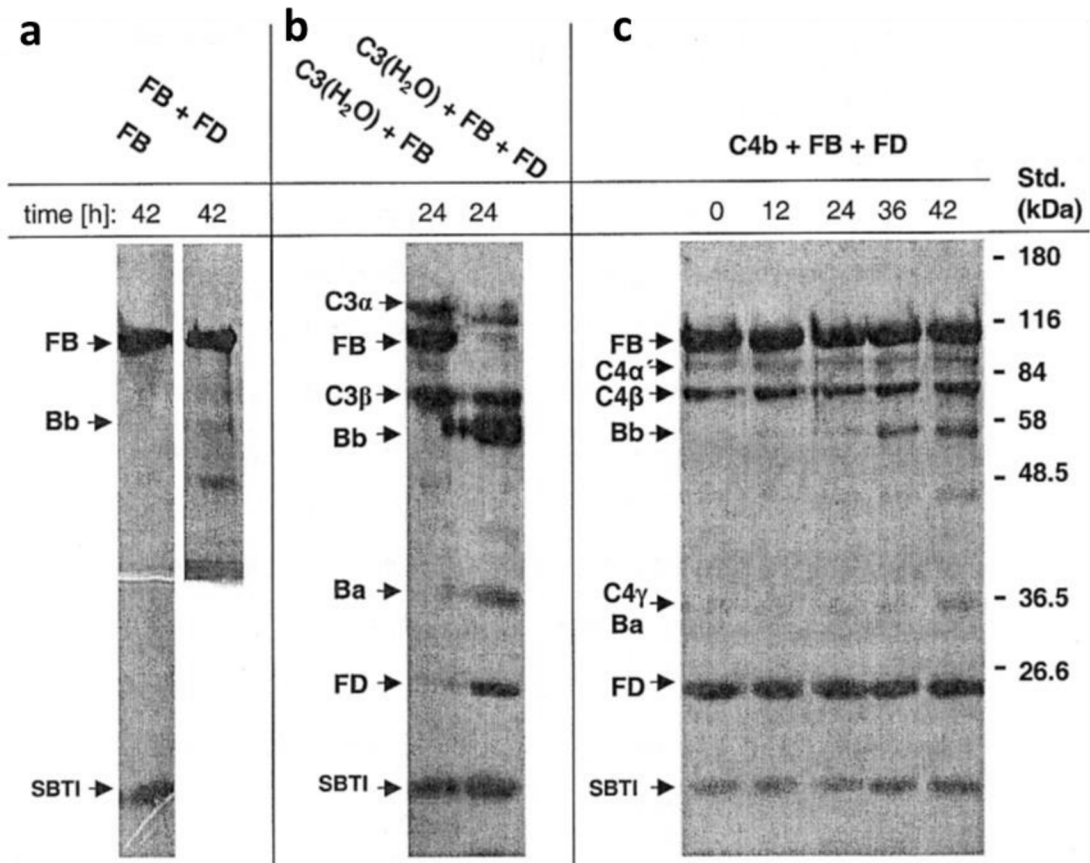 a
b
c
FB
FB + FD
C3(H₂O) + FB
C3(H₂O) + FB + FD
C4b + FB + FD
Std.
(kDa)
time [h]: 42 42
24 24
0 12 24 36 42
FB
Bb
SBTI
C3α
FB
C3β
Bb
Ba
FD
SBTI
FB
C4α´
C4β
Bb
C4γ
Ba
FD
SBTI
- 180
- 116
- 84
- 58
- 48.5
- 36.5
- 26.6